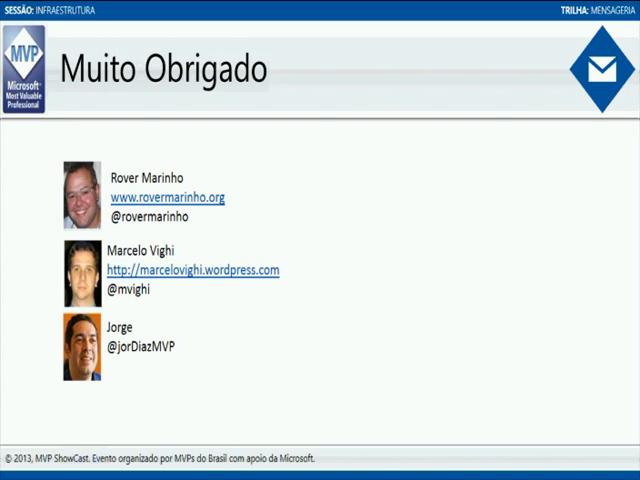 SESSÃO: INFRAESTRUTURA
TRILHA: MENSAGERIA
MVP
Microsoft®
Most Valuable
Professional
Muito Obrigado
Rover Marinho
www.rovermarinho.org
@rovermarinho
Marcelo Vighi
http://marcelovighi.wordpress.com
@mvighi
Jorge
@jorDiazMVP
© 2013, MVP ShowCast. Evento organizado por MVPs do Brasil com apoio da Microsoft.